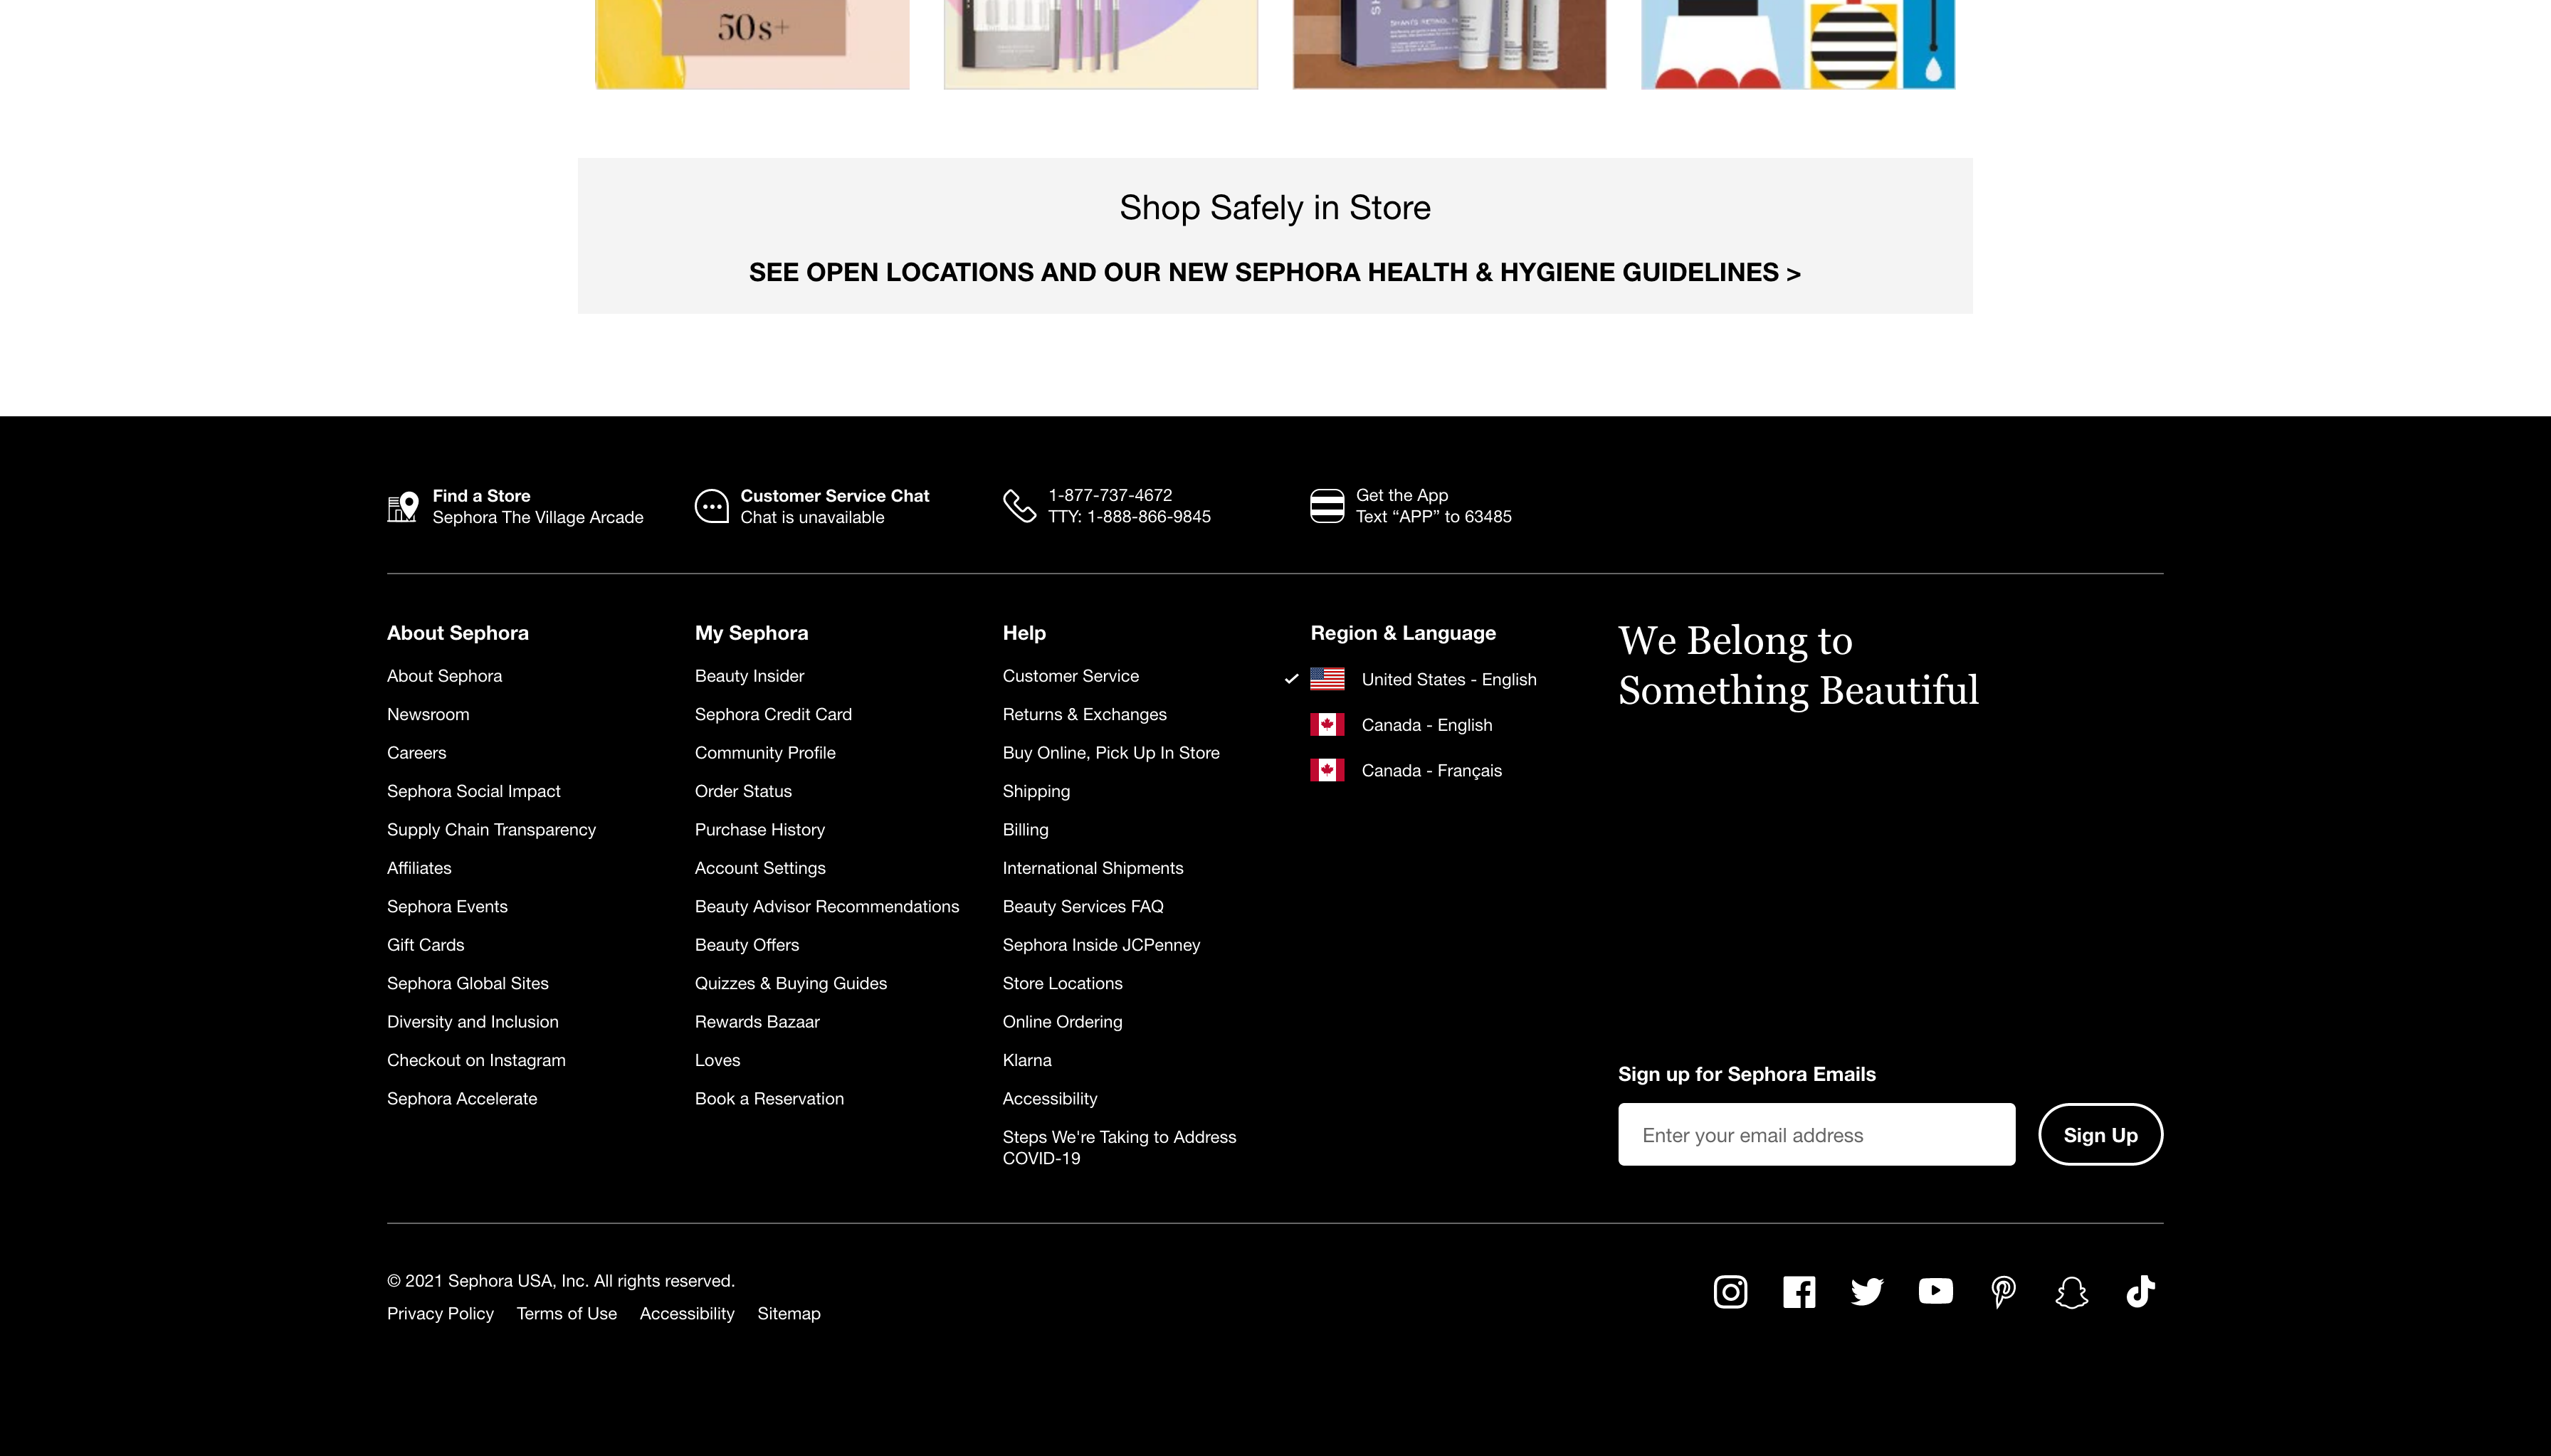 50s+
Shop Safely in Store
SEE OPEN LOCATIONS AND OUR NEW SEPHORA HEALTH & HYGIENE GUIDELINES >
Find a Store
Sephora The Village Arcade
Customer Service Chat
Chat is unavailable
1-877-737-4672
TTY: 1-888-866-9845
Get the App
Text “APP” to 63485
About Sephora
About Sephora
Newsroom
Careers
Sephora Social Impact
Supply Chain Transparency
Affiliates
Sephora Events
Gift Cards
Sephora Global Sites
Diversity and Inclusion
Checkout on Instagram
Sephora Accelerate
My Sephora
Beauty Insider
Sephora Credit Card
Community Profile
Order Status
Purchase History
Account Settings
Beauty Advisor Recommendations
Beauty Offers
Quizzes & Buying Guides
Rewards Bazaar
Loves
Book a Reservation
Help
Customer Service
Returns & Exchanges
Buy Online, Pick Up In Store
Shipping
Billing
International Shipments
Beauty Services FAQ
Sephora Inside JCPenney
Store Locations
Online Ordering
Klarna
Accessibility
Steps We're Taking to Address
COVID-19
Region & Language
United States - English
Canada - English
Canada - Français
We Belong to
Something Beautiful
Sign up for Sephora Emails
Enter your email address
Sign Up
© 2021 Sephora USA, Inc. All rights reserved.
Privacy Policy Terms of Use Accessibility Sitemap